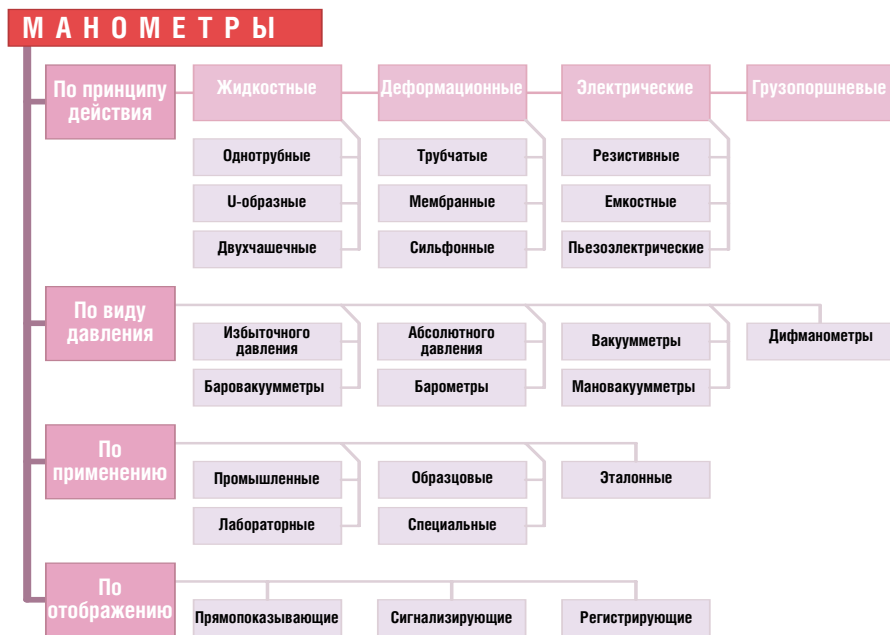 МАНОМЕТРЫ
По принципу
действия
Жидкостные
Деформационные
Электрические
Грузопоршневые
Однотрубные
Трубчатые
Резистивные
U-образные
Мембранные
Емкостные
Двухчашечные
Сильфонные
Пьезоэлектрические
По виду
давления
Избыточного
давления
Абсолютного
давления
Вакуумметры
Дифманометры
Баровакуумметры
Барометры
Мановакуумметры
По
применению
Промышленные
Образцовые
Эталонные
Лабораторные
Специальные
По
отображению
Прямопоказывающие
Сигнализирующие
Регистрирующие